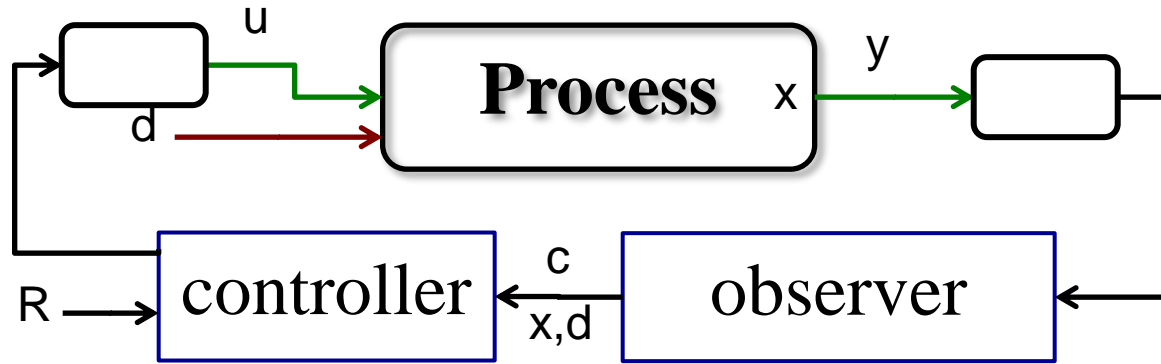 u
d
Process
x
y
R
controller
c
x,d
observer